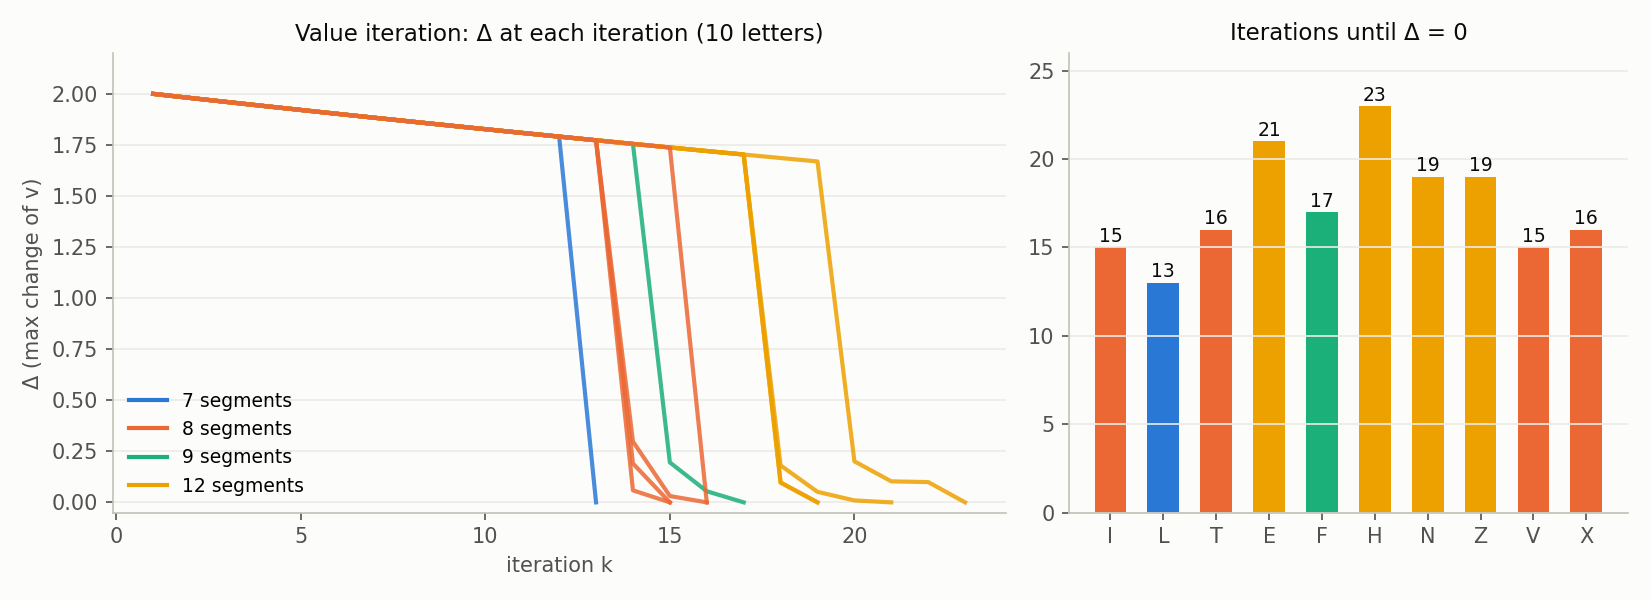 Value iteration: Δ at each iteration (10 letters)
Δ (max change of v)
2.00
1.75
1.50
1.25
1.00
0.75
0.50
0.25
0.00
7 segments
8 segments
9 segments
12 segments
0 5 10 15 20
iteration k
Iterations until Δ = 0
25
20
15
10
5
0
15 13 16 21 17 23 19 19 15 16
I L T E F H N Z V X